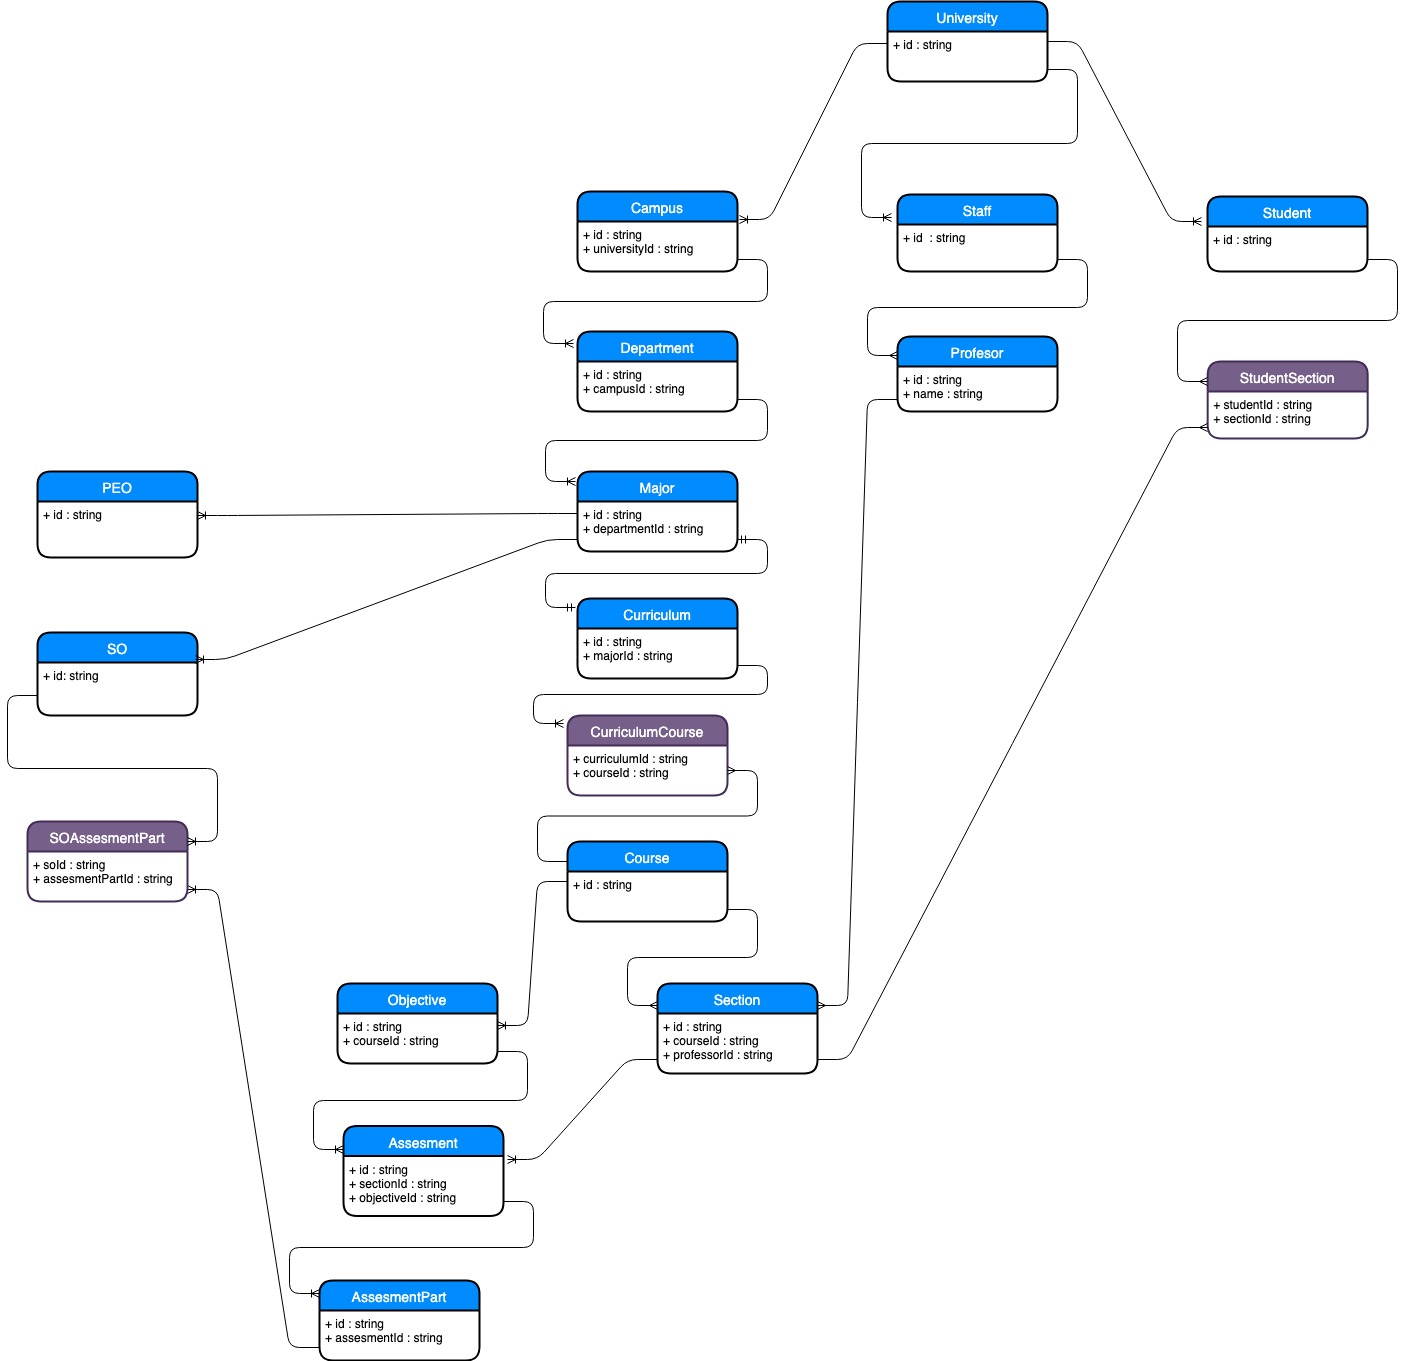 University
+ id : string
Campus
+ id : string
+ universityId : string
Staff
+ id  : string
Student
+ id : string
Department
+ id : string
+ campusId : string
Profesor
+ id : string
+ name : string
StudentSection
+ studentId : string
+ sectionId : string
PEO
+ id : string
Major
+ id : string
+ departmentId : string
Curriculum
+ id : string
+ majorId : string
SO
+ id: string
CurriculumCourse
+ curriculumId : string
+ courseId : string
SOAssesmentPart
+ soId : string
+ assesmentPartId : string
Course
+ id : string
Objective
+ id : string
+ courseId : string
Section
+ id : string
+ courseId : string
+ professorId : string
Assesment
+ id : string
+ sectionId : string
+ objectiveId : string
AssesmentPart
+ id : string
+ assesmentId : string